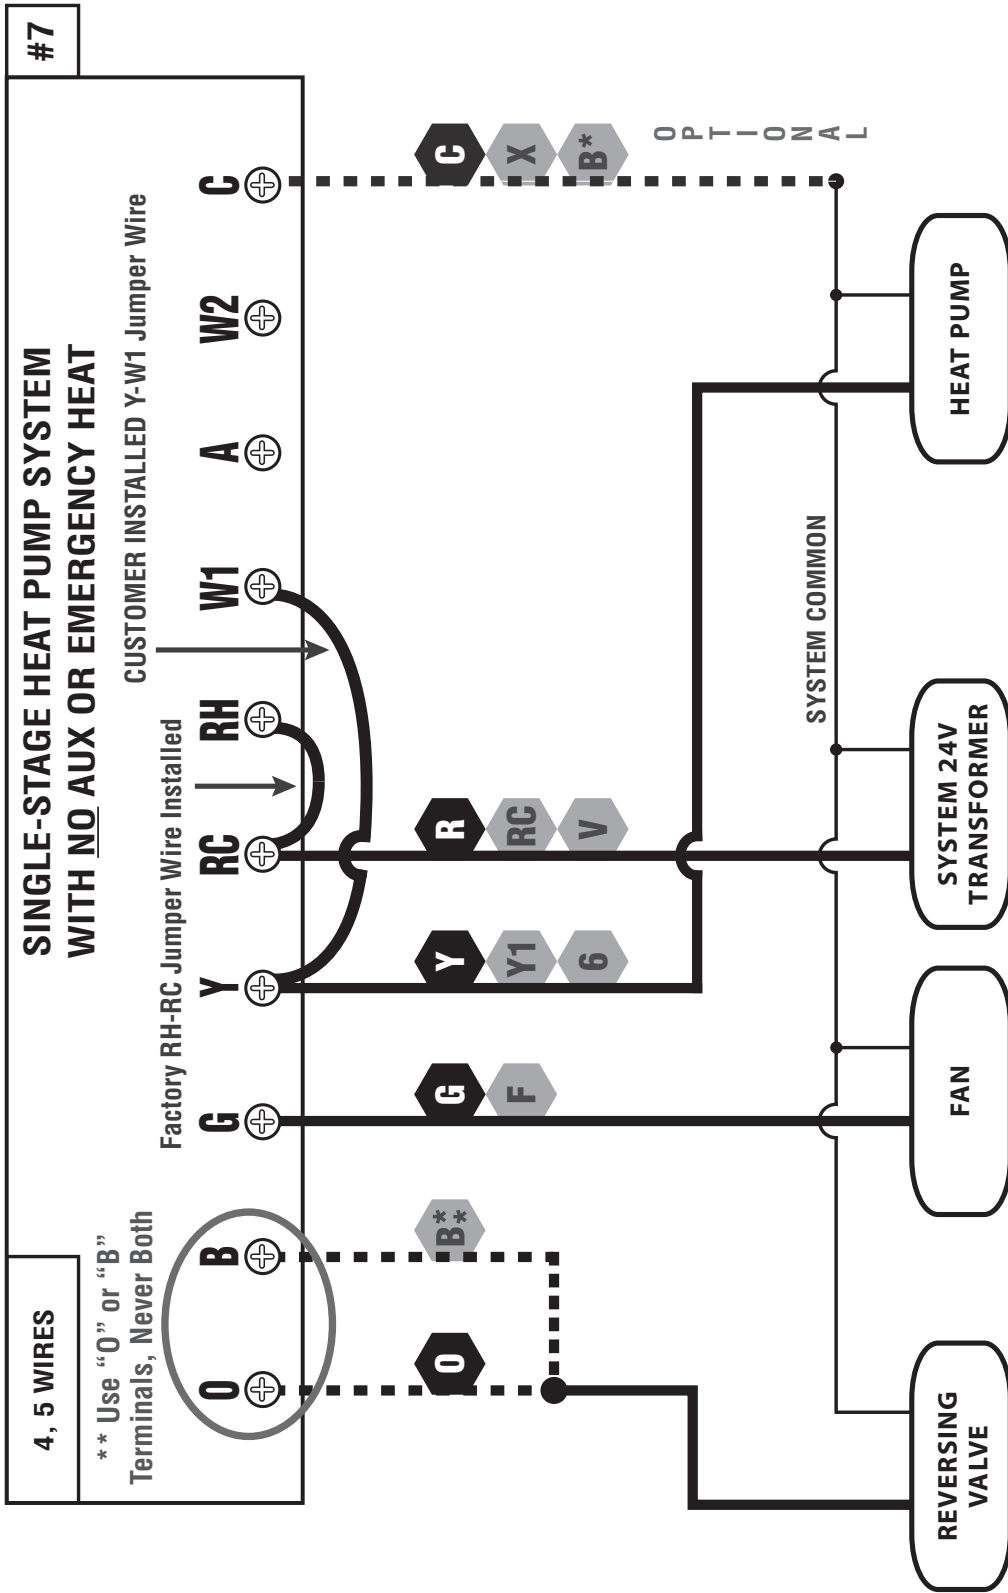 4, 5 WIRES
#7
SINGLE-STAGE HEAT PUMP SYSTEM
WITH NO AUX OR EMERGENCY HEAT
** Use “O” or “B”
Terminals, Never Both
Factory RH-RC Jumper Wire Installed
CUSTOMER INSTALLED Y-W1 Jumper Wire
O B G Y RC RH W1 A W2 C
O B** G Y R C
F Y1 RC X
6 V B*
OPTIONAL
SYSTEM COMMON
REVERSING
VALVE
FAN
SYSTEM 24V
TRANSFORMER
HEAT PUMP